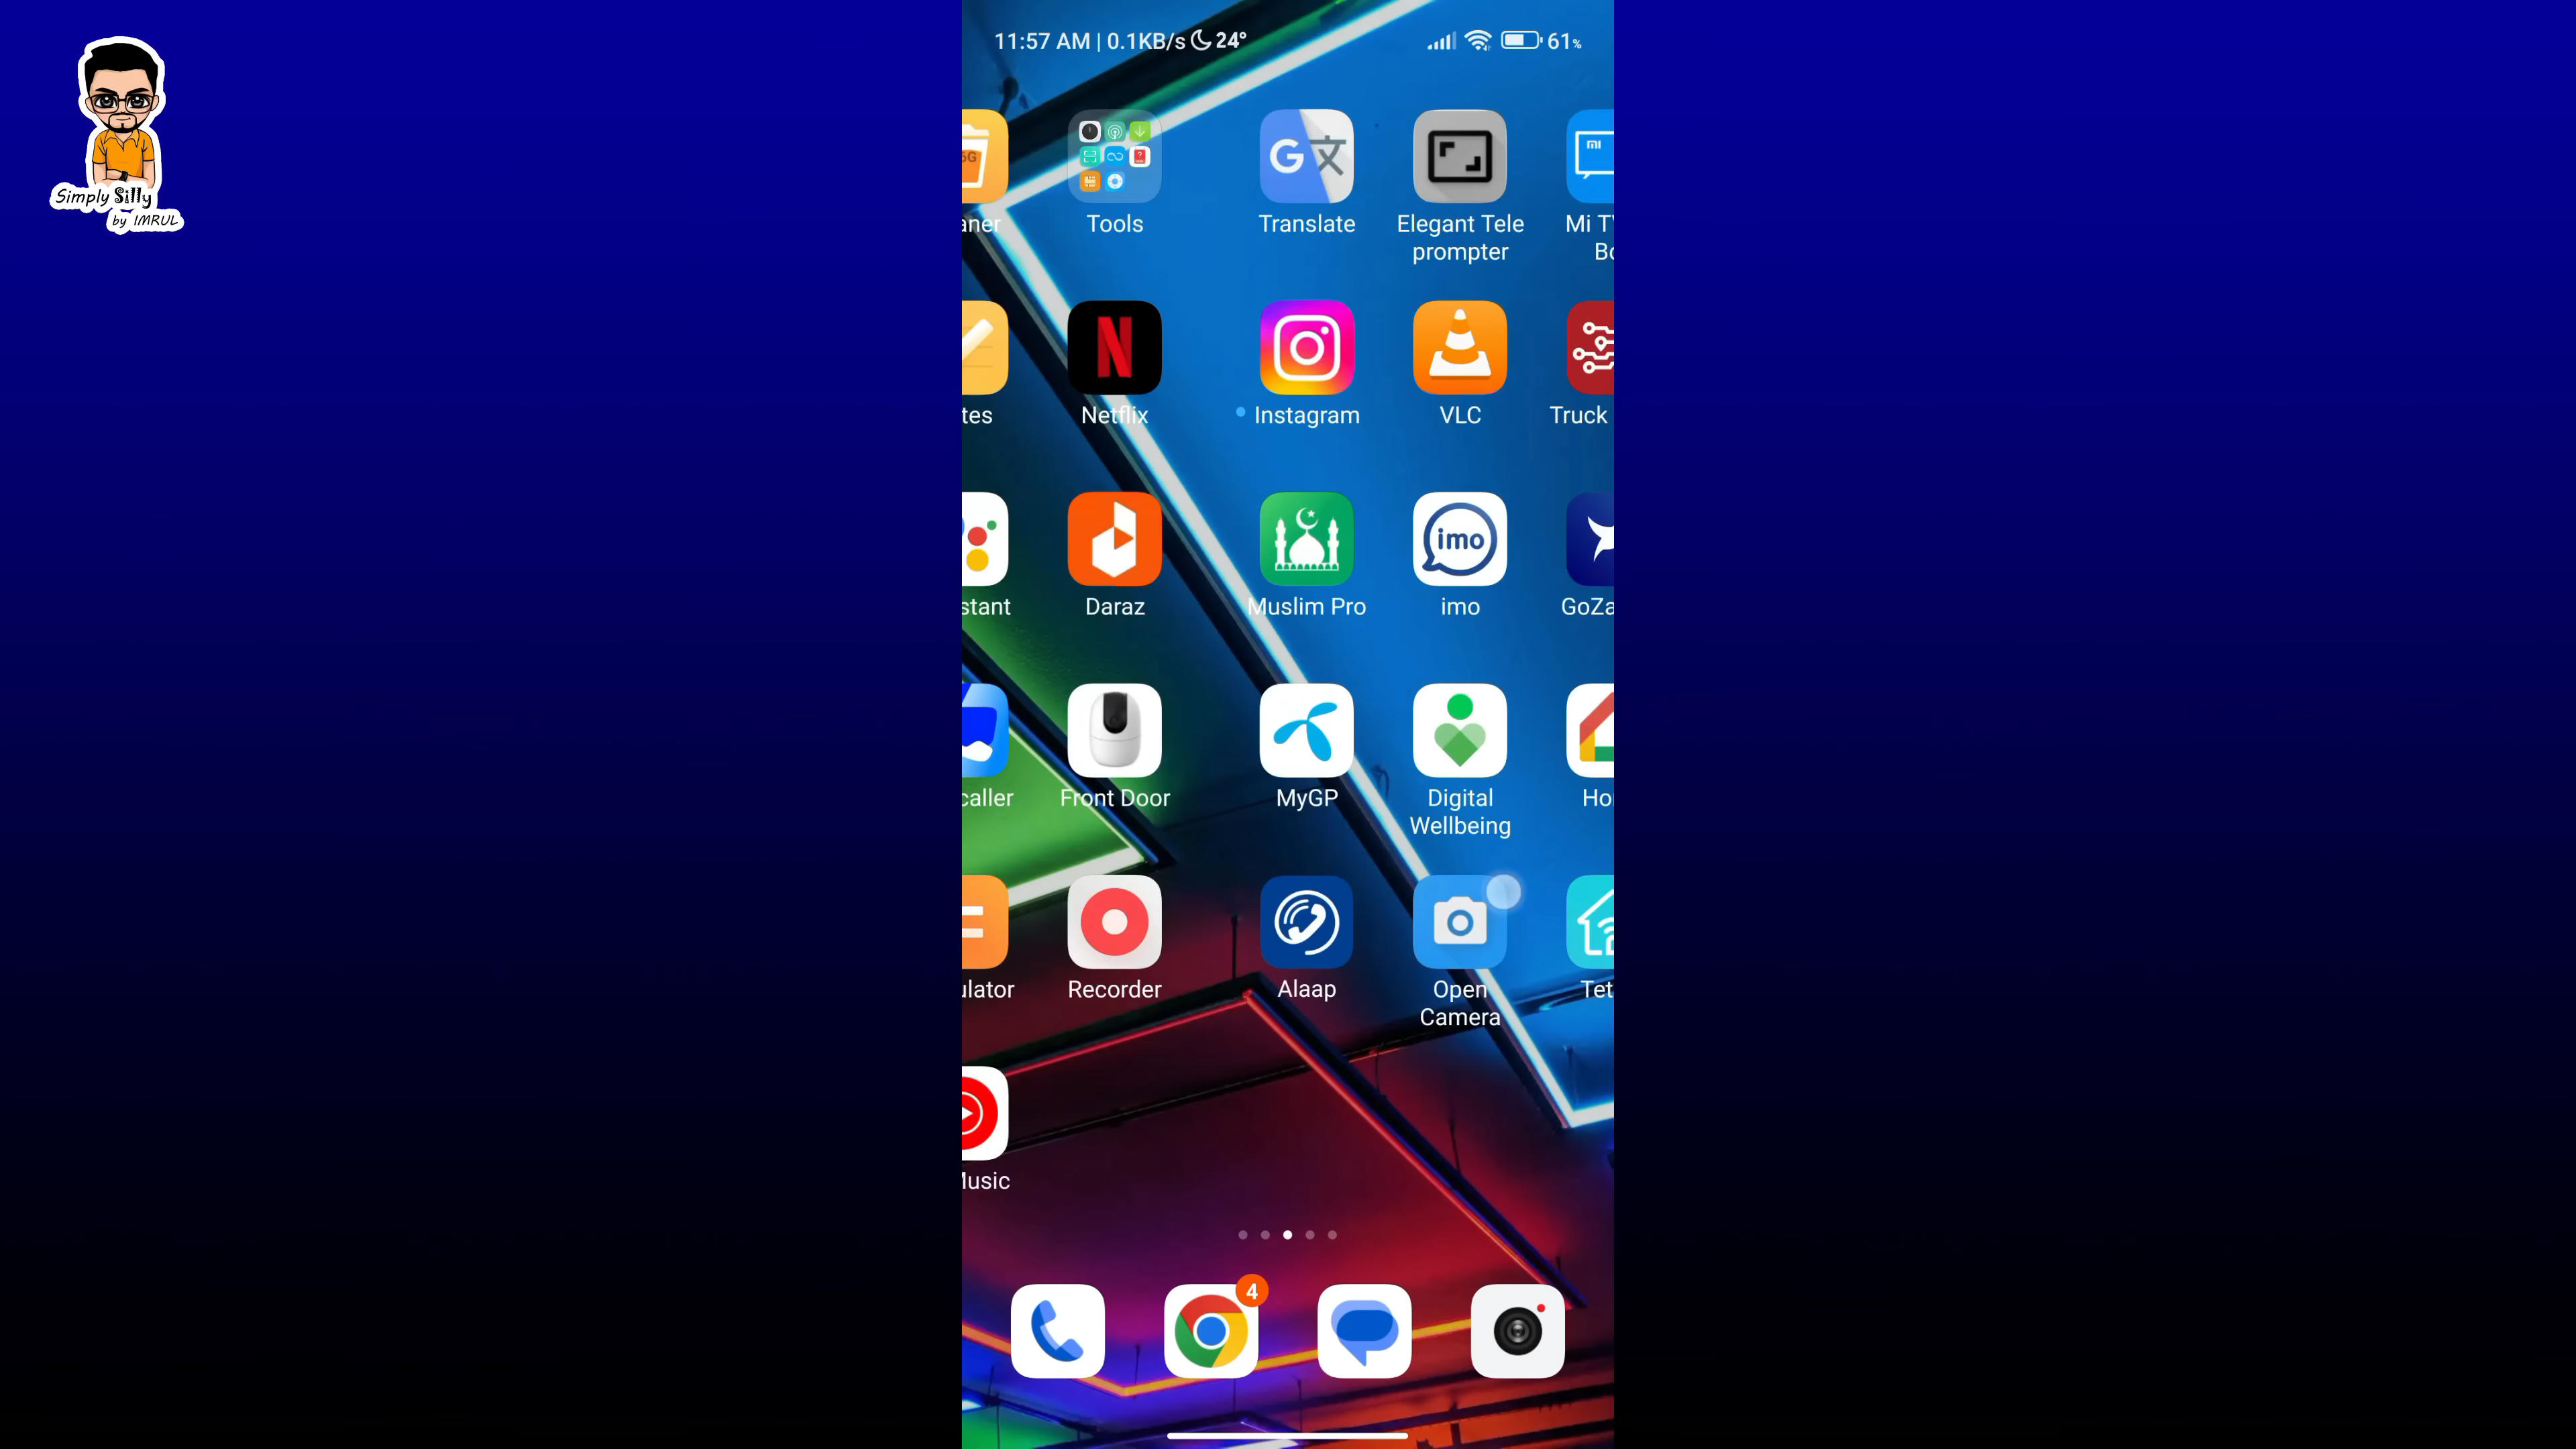 Simply Silly
by IMRUL
11:57 AM | 0.1KB/s 24°
61%
Tools
Translate
Elegant Tele
prompter
Netflix
Instagram
VLC
Truck
Daraz
Muslim Pro
imo
imo
Front Door
MyGP
Digital
Wellbeing
Recorder
Alaap
Open
Camera
4